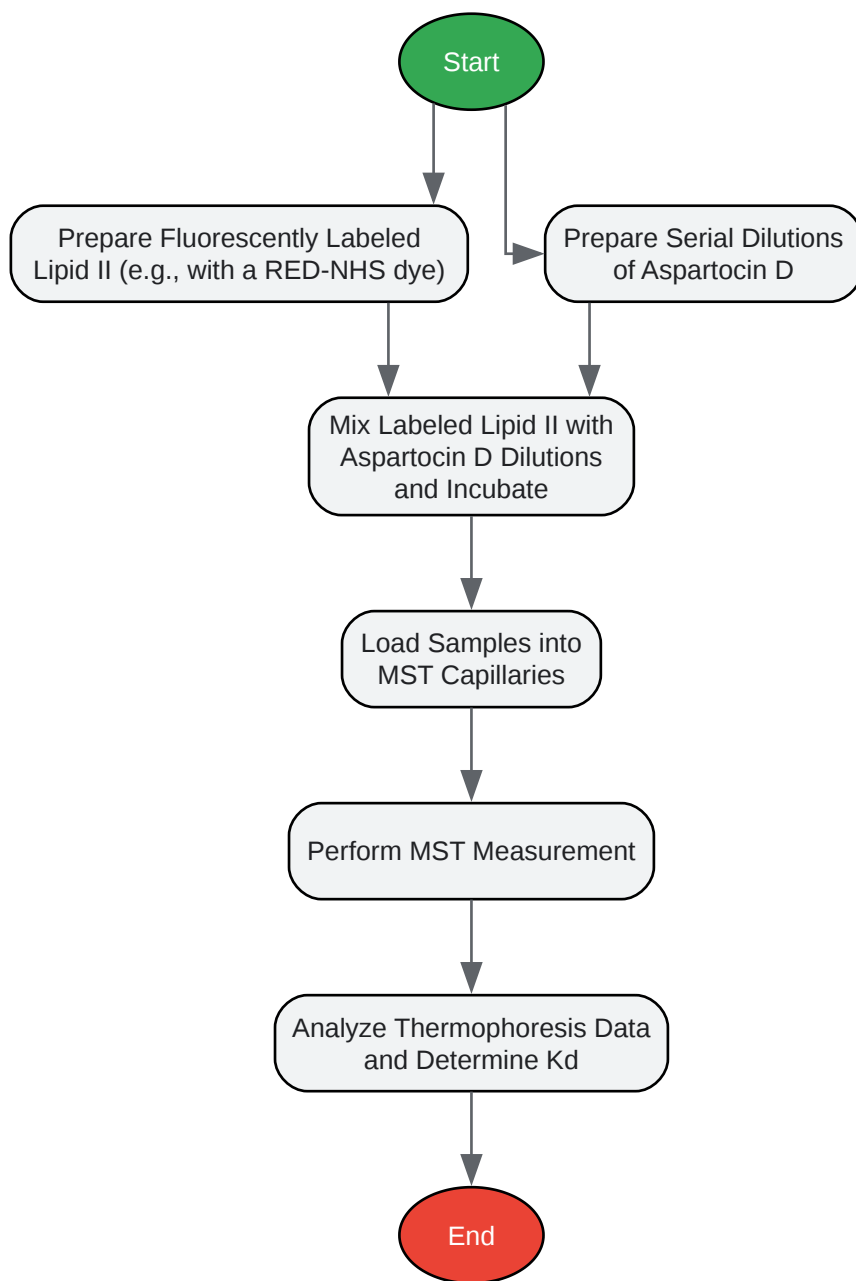 Start
Prepare Fluorescently Labeled
Lipid II (e.g., with a RED-NHS dye)
Prepare Serial Dilutions
of Aspartocin D
Mix Labeled Lipid II with
Aspartocin D Dilutions
and Incubate
Load Samples into
MST Capillaries
Perform MST Measurement
Analyze Thermophoresis Data
and Determine Kd
End